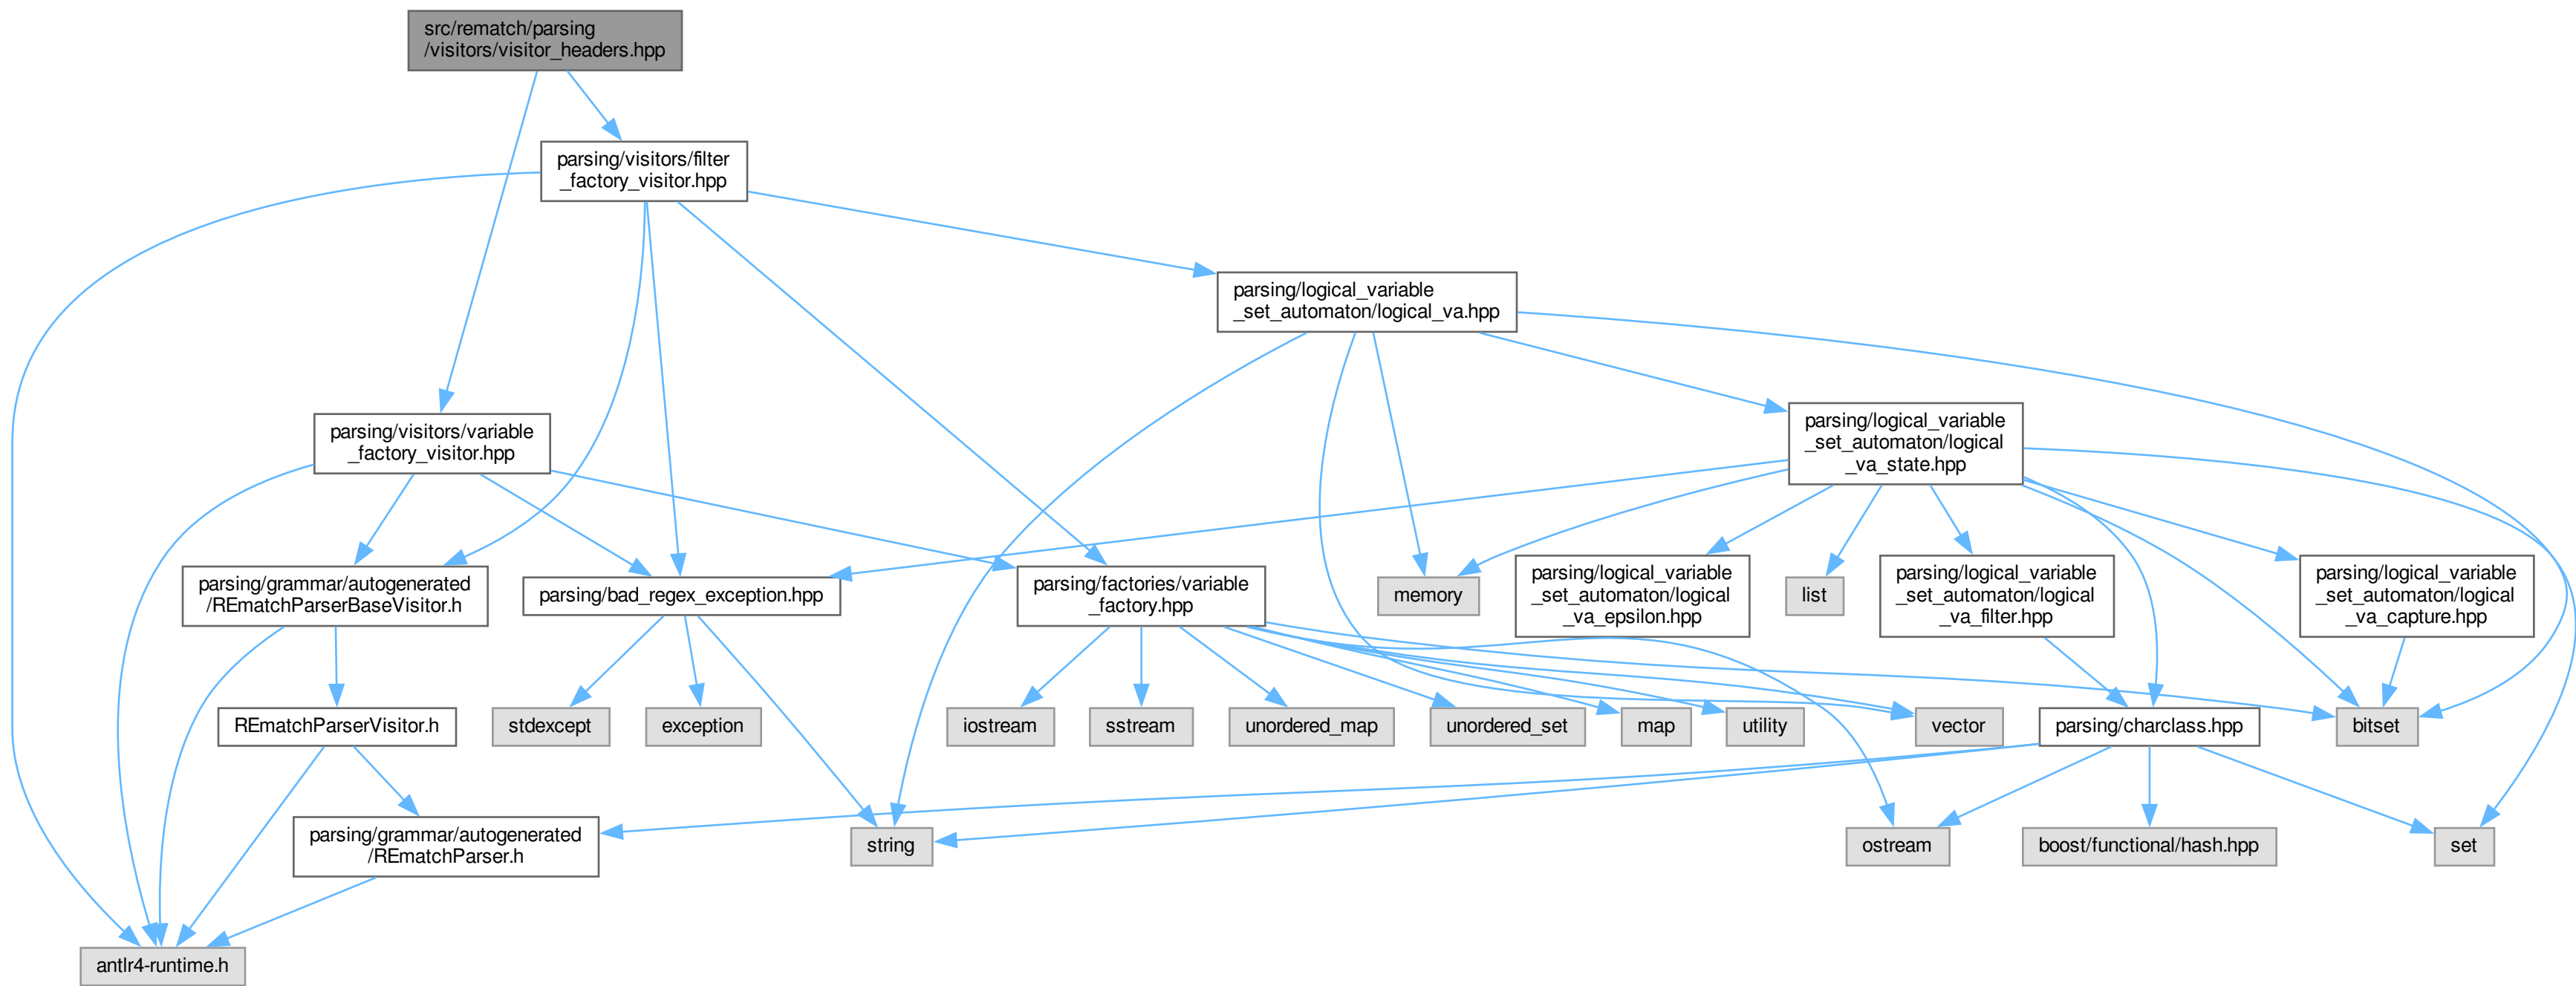 src/rematch/parsing
/visitors/visitor_headers.hpp
parsing/visitors/filter
_factory_visitor.hpp
parsing/logical_variable
_set_automaton/logical_va.hpp
parsing/visitors/variable
_factory_visitor.hpp
parsing/logical_variable
_set_automaton/logical
_va_state.hpp
parsing/grammar/autogenerated
/REmatchParserBaseVisitor.h
parsing/bad_regex_exception.hpp
parsing/factories/variable
_factory.hpp
memory
parsing/logical_variable
_set_automaton/logical
_va_epsilon.hpp
list
parsing/logical_variable
_set_automaton/logical
_va_filter.hpp
parsing/logical_variable
_set_automaton/logical
_va_capture.hpp
REmatchParserVisitor.h
stdexcept
exception
iostream
sstream
unordered_map
unordered_set
map
utility
vector
parsing/charclass.hpp
bitset
parsing/grammar/autogenerated
/REmatchParser.h
string
ostream
boost/functional/hash.hpp
set
antlr4-runtime.h